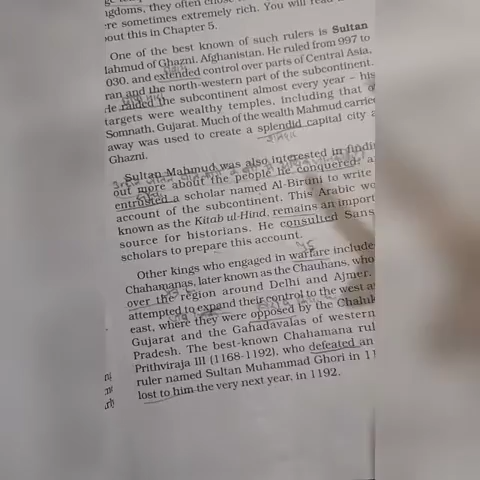 gdoms, they often chose
re sometimes extremely rich. You will read
out this in Chapter 5.
One of the best known of such rulers is Sultan
ahmud of Ghazni, Afghanistan. He ruled from 997 to
030, and extended control over parts of Central Asia,
ran and the north-western part of the subcontinent.
e raided the subcontinent almost every year – his
targets were wealthy temples, including that o
Somnath, Gujarat. Much of the wealth Mahmud carrie
away was used to create a splendid capital city a
Ghazni.
Sultan Mahmud was also interested in findi
out more about the people he conquered, a
entrusted a scholar named Al-Biruni to write
account of the subcontinent. This Arabic wo
known as the Kitab ul-Hind, remains an import
source for historians. He consulted Sans
scholars to prepare this account.
Other kings who engaged in warfare include
Chahamanas, later known as the Chauhans, who
over the region around Delhi and Ajmer.
attempted to expand their control to the west a
east, where they were opposed by the Chaluk
Gujarat and the Gahadavalas of western
Pradesh. The best-known Chahamana rul
Prithviraja III (1168-1192), who defeated an
ruler named Sultan Muhammad Ghori in 11
lost to him the very next year, in 1192.